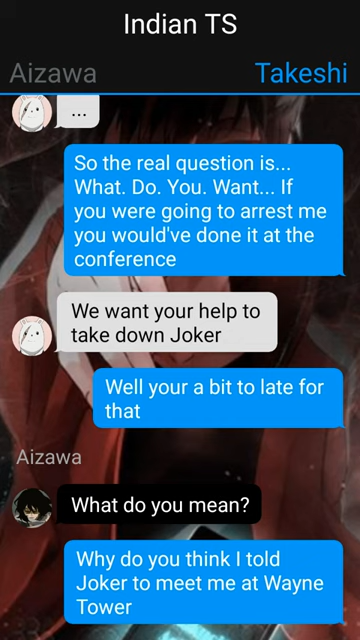 Indian TS
Aizawa Takeshi
...
So the real question is...
What. Do. You. Want... If
you were going to arrest me
you would've done it at the
conference
We want your help to
take down Joker
Well your a bit to late for
that
Aizawa
What do you mean?
Why do you think I told
Joker to meet me at Wayne
Tower